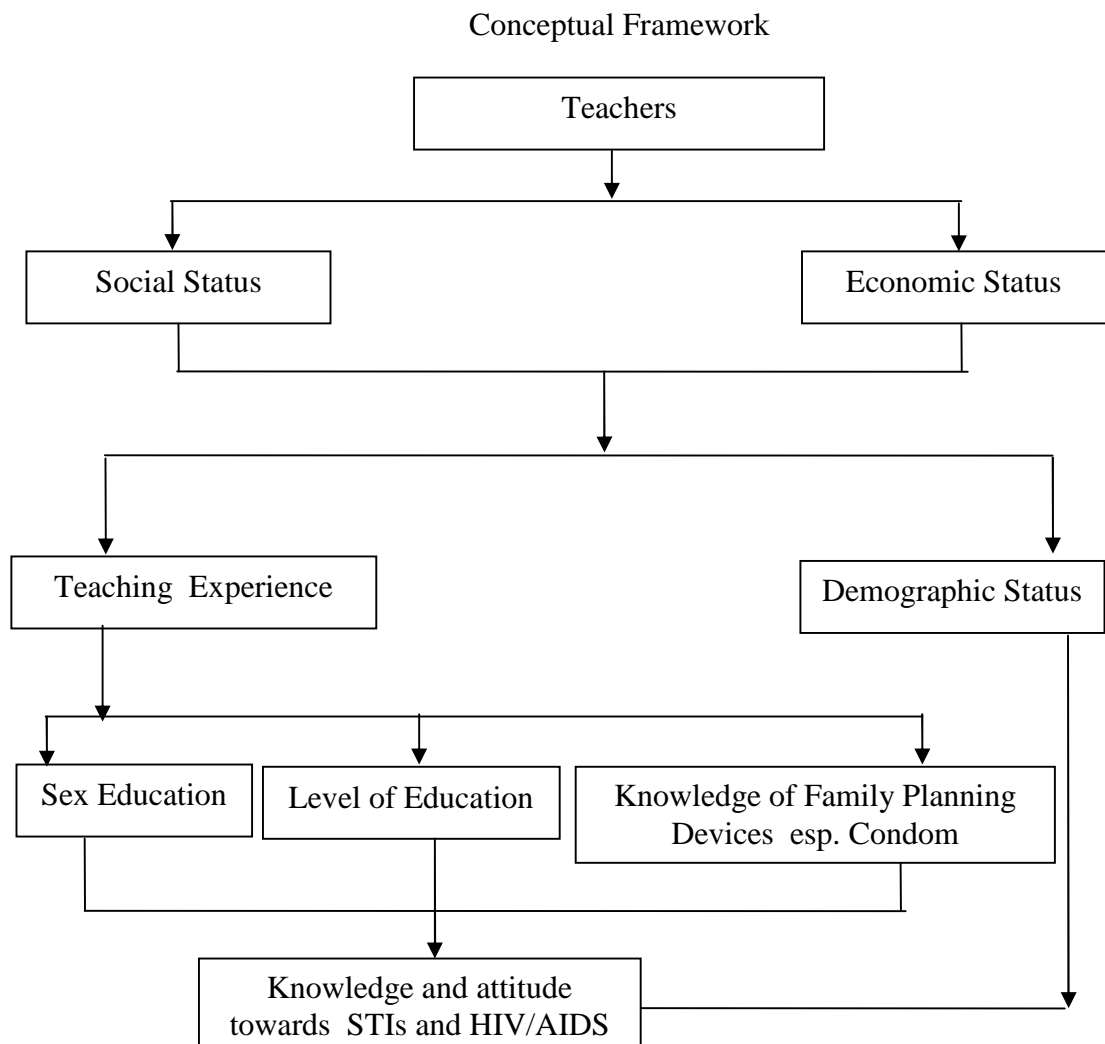 Conceptual Framework
Teachers
Social Status
Economic Status
Teaching  Experience
Demographic Status
Sex Education
Level of Education
Knowledge of Family Planning
Devices  esp. Condom
Knowledge and attitude
towards  STIs and HIV/AIDS